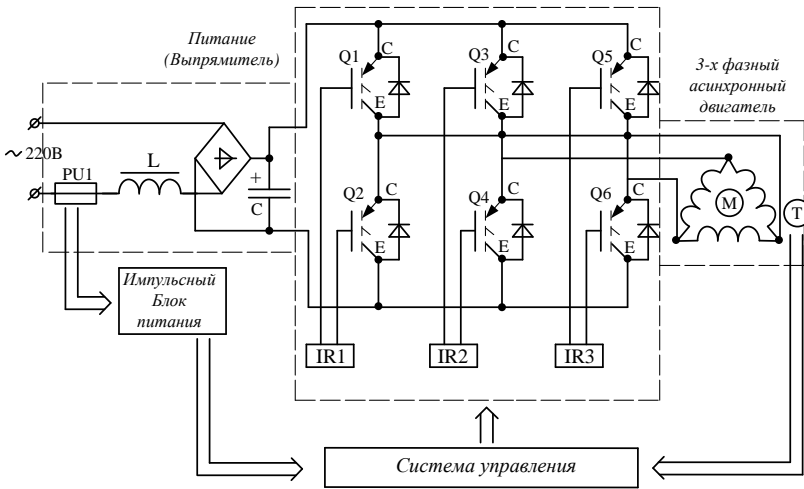 Питание
(Выпрямитель)
3-х фазный
асинхронный
двигатель
Q1
C
E
Q3
C
E
Q5
C
E
~ 220В
PU1
L
+
C
Q2
C
E
Q4
C
E
Q6
C
E
М
Т
Импульсный
Блок
питания
IR1
IR2
IR3
Система управления